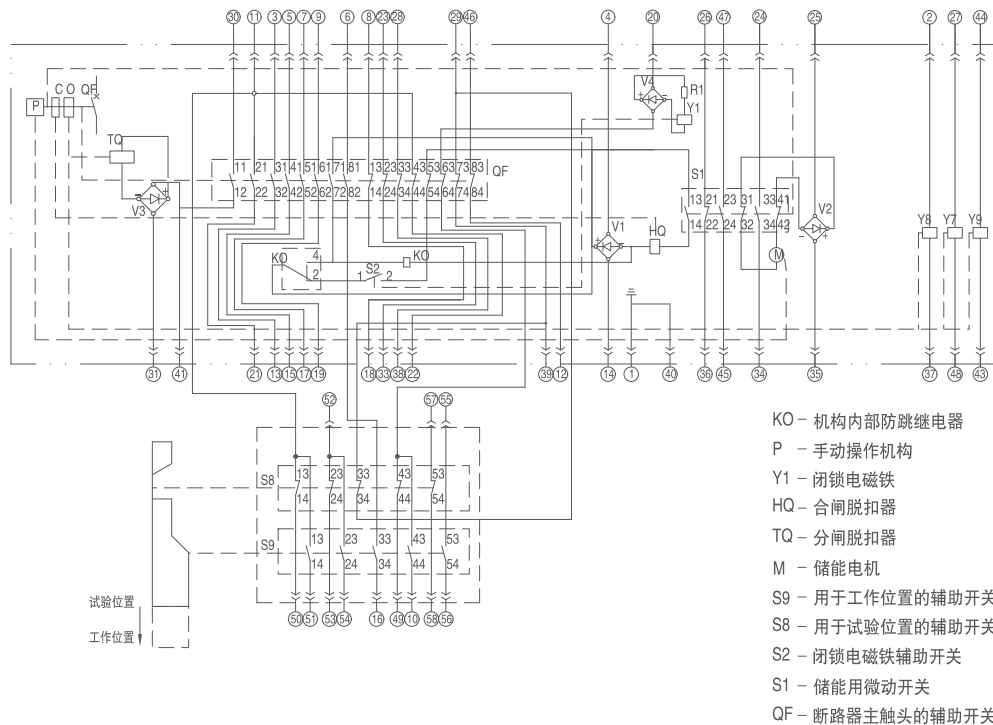 30 11 3 5 7 9 6 8 23 28 29 46 4 20 26 47 24 25 2 27 44
P C O QF
V4
R1
Y1
TQ
11 21 31 41 51 61 71 81 13 23 33 43 53 63 73 83
QF
12 22 32 42 52 62 72 82 14 24 34 44 54 64 74 84
S1
13 21 23 31 33 41
14 22 24 32 34 42
V3
V1
HQ
V2
Y8 Y7 Y9
M
KO
4
2
S2
1 2
KO
31 41 21 13 15 17 19 18 33 38 22 39 12 14 1 40 36 45 34 35 37 48 43
52 57 55
S8
13 23 33 43 53
14 24 34 44 54
S9
13 23 33 43 53
14 24 34 44 54
50 51 53 54 16 49 10 58 56
试验位置
工作位置
KO – 机构内部防跳继电器
P – 手动操作机构
Y1 – 闭锁电磁铁
HQ – 合闸脱扣器
TQ – 分闸脱扣器
M – 储能电机
S9 – 用于工作位置的辅助开关
S8 – 用于试验位置的辅助开关
S2 – 闭锁电磁铁辅助开关
S1 – 储能用微动开关
QF – 断路器主触头的辅助开关